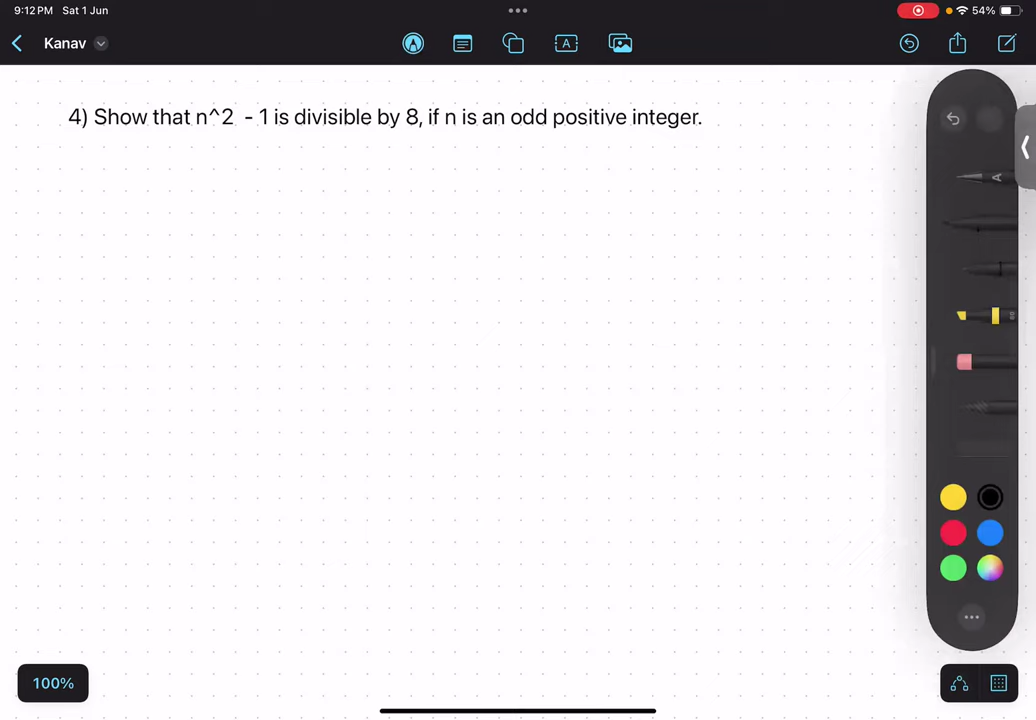 9:12 PM Sat 1 Jun
54%
Kanav
A
4) Show that n^2 - 1 is divisible by 8, if n is an odd positive integer.
A
80
100%